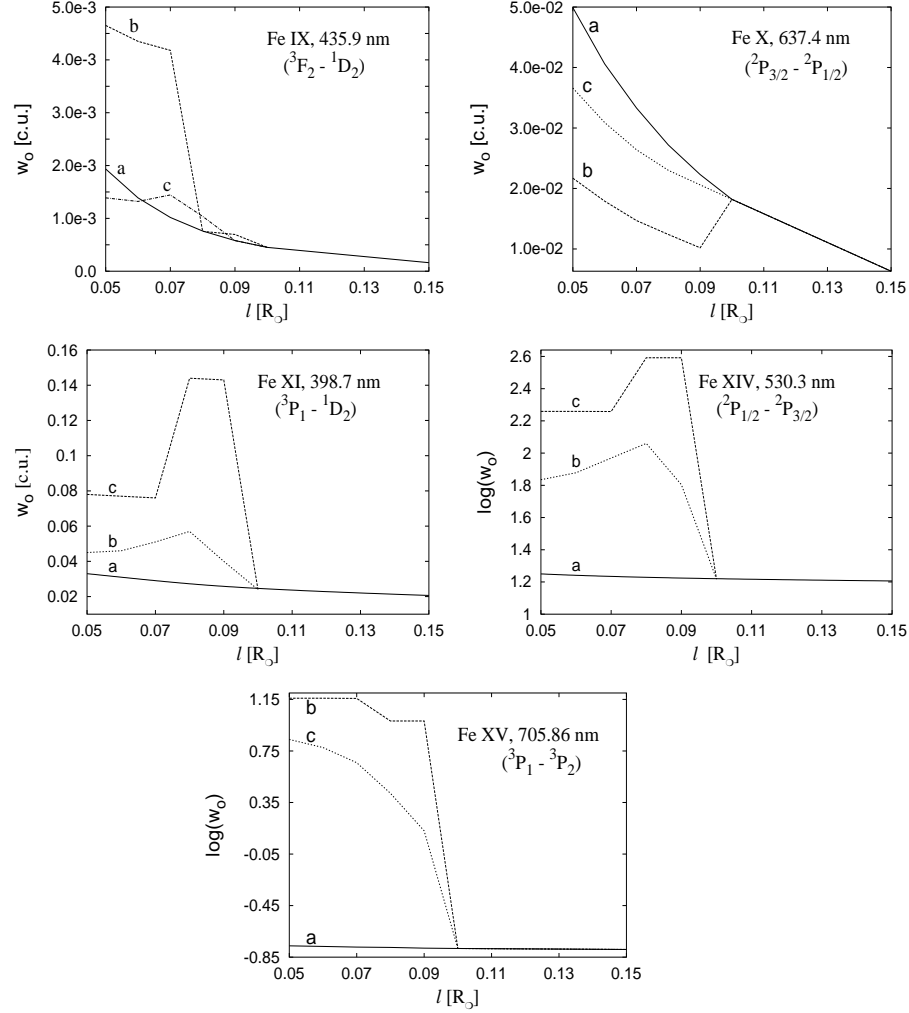 Fe IX, 435.9 nm
(³F₂ - ¹D₂)
b
a
c
5.0e-3
4.0e-3
3.0e-3
2.0e-3
1.0e-3
0.0
w₀ [c.u.]
0.05 0.07 0.09 0.11 0.13 0.15
l [R☉]
Fe X, 637.4 nm
(²P₃/₂ - ²P₁/₂)
a
c
b
5.0e-02
4.0e-02
3.0e-02
2.0e-02
1.0e-02
w₀ [c.u.]
0.05 0.07 0.09 0.11 0.13 0.15
l [R☉]
Fe XI, 398.7 nm
(³P₁ - ¹D₂)
c
b
a
0.16
0.14
0.12
0.1
0.08
0.06
0.04
0.02
w₀ [c.u.]
0.05 0.07 0.09 0.11 0.13 0.15
l [R☉]
Fe XIV, 530.3 nm
(²P₁/₂ - ²P₃/₂)
c
b
a
2.6
2.4
2.2
2
1.8
1.6
1.4
1.2
1
log(w₀)
0.05 0.07 0.09 0.11 0.13 0.15
l [R☉]
Fe XV, 705.86 nm
(³P₁ - ³P₂)
b
c
a
1.15
0.75
0.35
-0.05
-0.45
-0.85
log(w₀)
0.05 0.07 0.09 0.11 0.13 0.15
l [R☉]